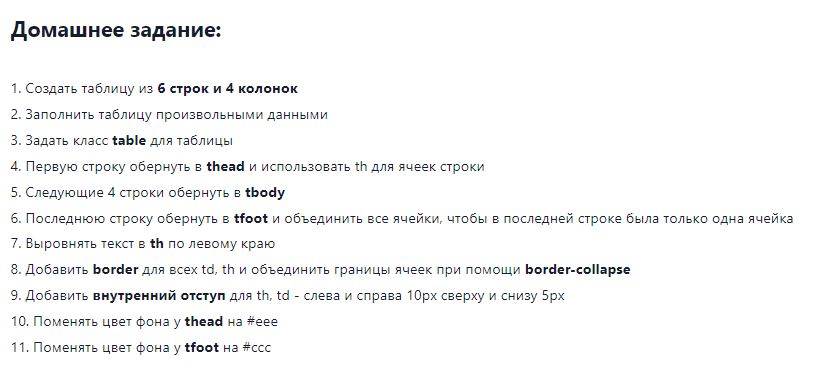 Домашнее задание:
1. Создать таблицу из 6 строк и 4 колонок
2. Заполнить таблицу произвольными данными
3. Задать класс table для таблицы
4. Первую строку обернуть в thead и использовать th для ячеек строки
5. Следующие 4 строки обернуть в tbody
6. Последнюю строку обернуть в tfoot и объединить все ячейки, чтобы в последней строке была только одна ячейка
7. Выровнять текст в th по левому краю
8. Добавить border для всех td, th и объединить границы ячеек при помощи border-collapse
9. Добавить внутренний отступ для th, td - слева и справа 10px сверху и снизу 5px
10. Поменять цвет фона у thead на #eee
11. Поменять цвет фона у tfoot на #ccc